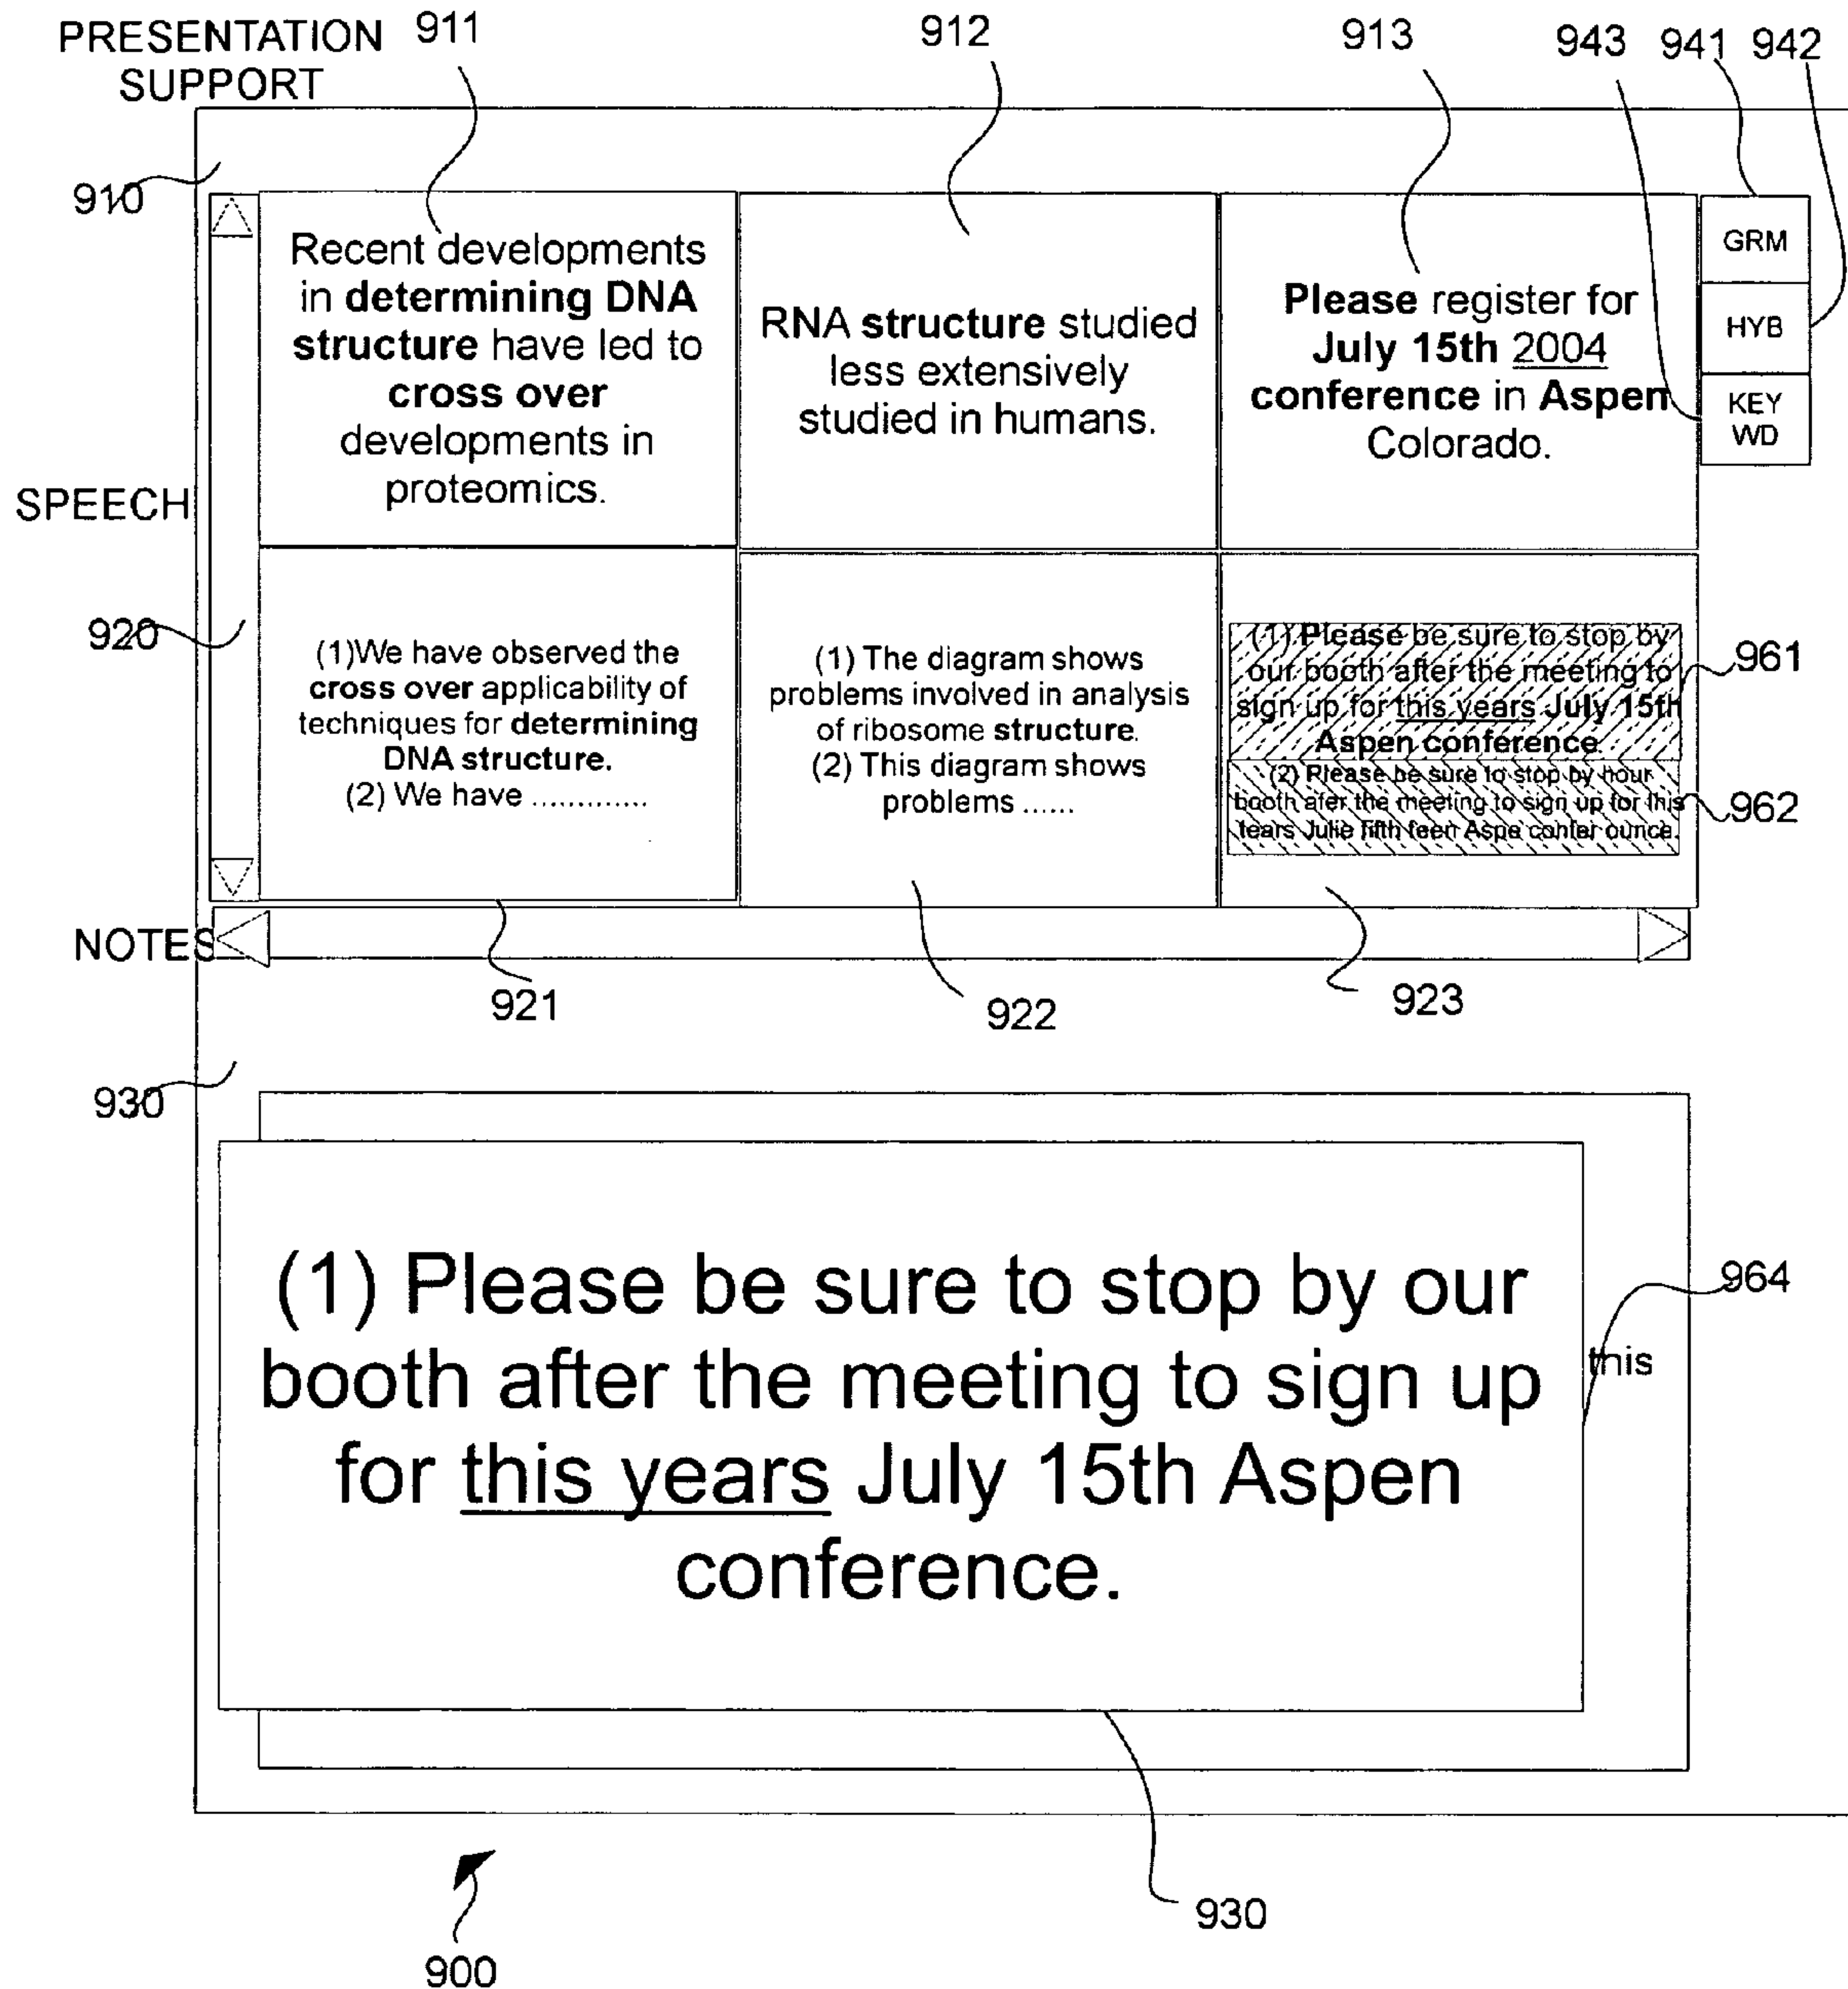 PRESENTATION
SUPPORT
911
912
913
943
941
942
910
Recent developments
in determining DNA
structure have led to
cross over
developments in
proteomics.
RNA structure studied
less extensively
studied in humans.
Please register for
July 15th 2004
conference in Aspen
Colorado.
GRM
HYB
KEY
WD
SPEECH
920
(1)We have observed the
cross over applicability of
techniques for determining
DNA structure.
(2) We have .............
(1) The diagram shows
problems involved in analysis
of ribosome structure.
(2) This diagram shows
problems ......
(1) Please be sure to stop by
our booth after the meeting to
sign up for this years July 15th
Aspen conference.
(2) Please be sure to stop by hour
booth afer the meeting to sign up for this
tears Julie fifth teen Aspe confer ounce.
961
962
NOTES
921
922
923
930
(1) Please be sure to stop by our
booth after the meeting to sign up
for this years July 15th Aspen
conference.
this
964
930
900